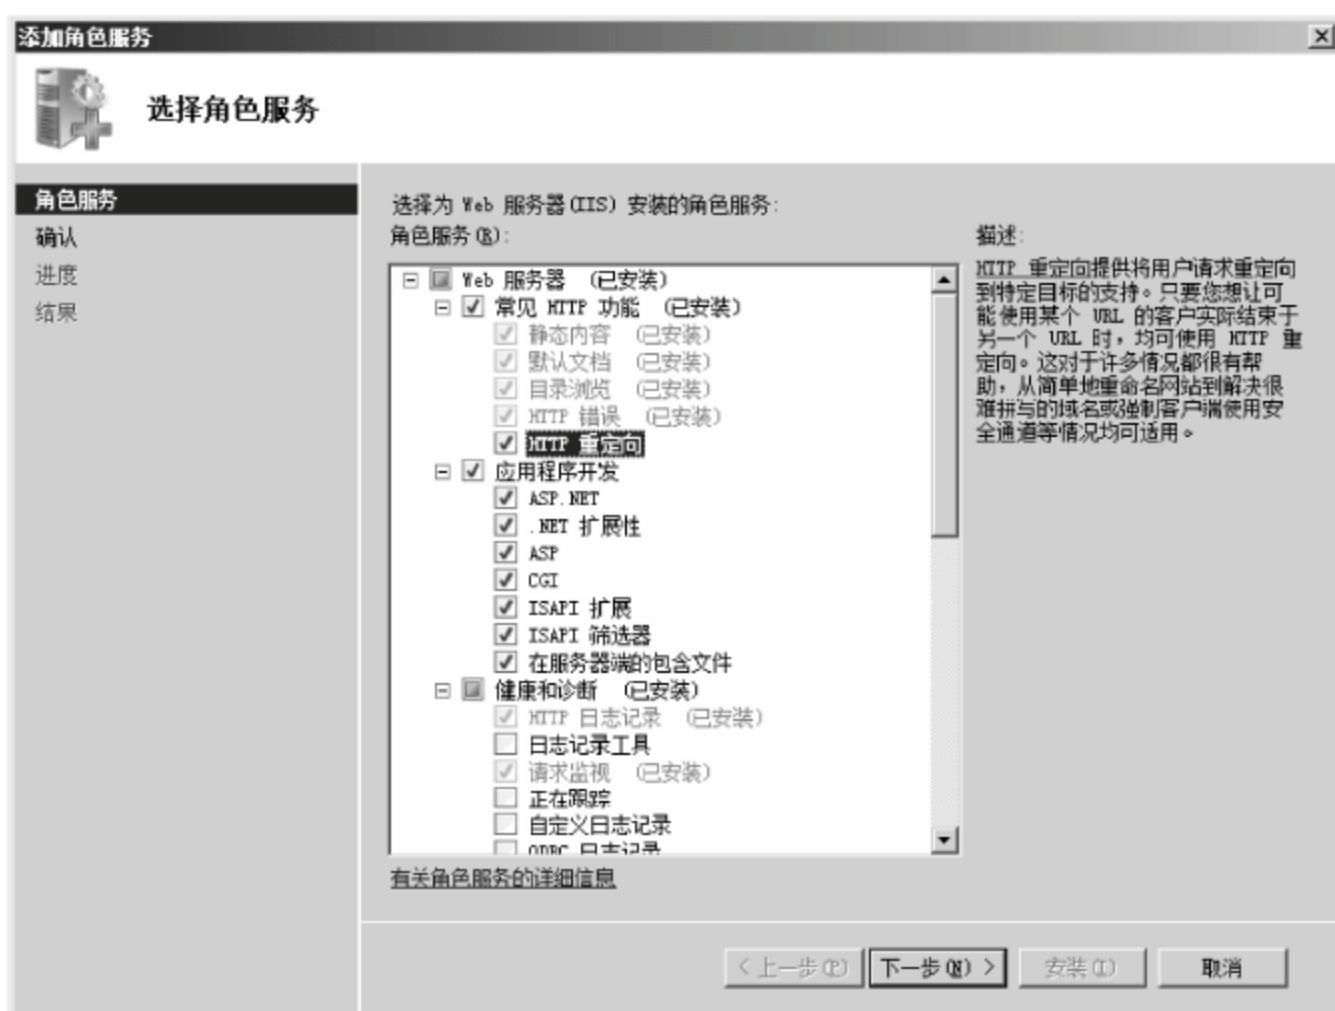 添加角色服务
选择角色服务
角色服务
确认
进度
结果
选择为 Web 服务器(IIS) 安装的角色服务:
角色服务(R):
Web 服务器 (已安装)
常见 HTTP 功能 (已安装)
静态内容 (已安装)
默认文档 (已安装)
目录浏览 (已安装)
HTTP 错误 (已安装)
HTTP 重定向
应用程序开发
ASP.NET
.NET 扩展性
ASP
CGI
ISAPI 扩展
ISAPI 筛选器
在服务器端的包含文件
健康和诊断 (已安装)
HTTP 日志记录 (已安装)
日志记录工具
请求监视 (已安装)
正在跟踪
自定义日志记录
ODBC 日志记录
有关角色服务的详细信息
描述:
HTTP 重定向提供将用户请求重定向
到特定目标的支持。只要您想让可
能使用某个 URL 的客户实际结束于
另一个 URL 时，均可使用 HTTP 重
定向。这对于许多情况都很有帮
助，从简单地重命名网站到解决很
难拼写的域名或强制客户端使用安
全通道等情况均可适用。
< 上一步(P)
下一步(N) >
安装(I)
取消